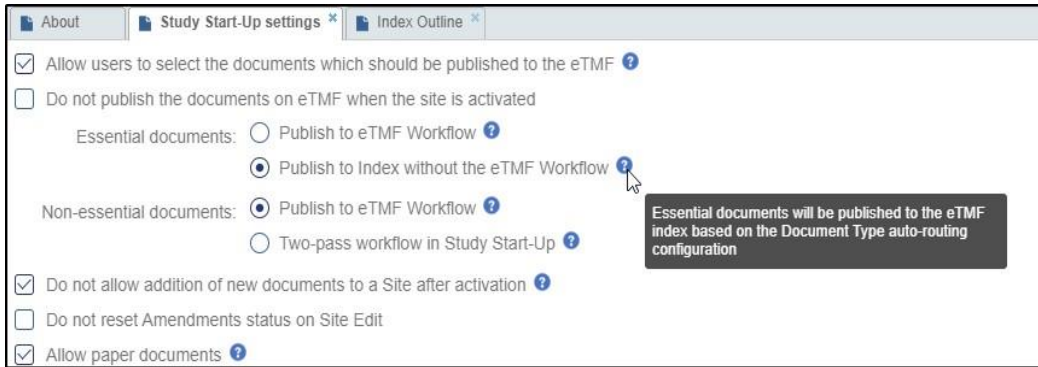 About Study Start-Up settings Index Outline
Allow users to select the documents which should be published to the eTMF
Do not publish the documents on eTMF when the site is activated
Essential documents: Publish to eTMF Workflow
Publish to Index without the eTMF Workflow
Non-essential documents: Publish to eTMF Workflow
Two-pass workflow in Study Start-Up
Essential documents will be published to the eTMF
index based on the Document Type auto-routing
configuration
Do not allow addition of new documents to a Site after activation
Do not reset Amendments status on Site Edit
Allow paper documents